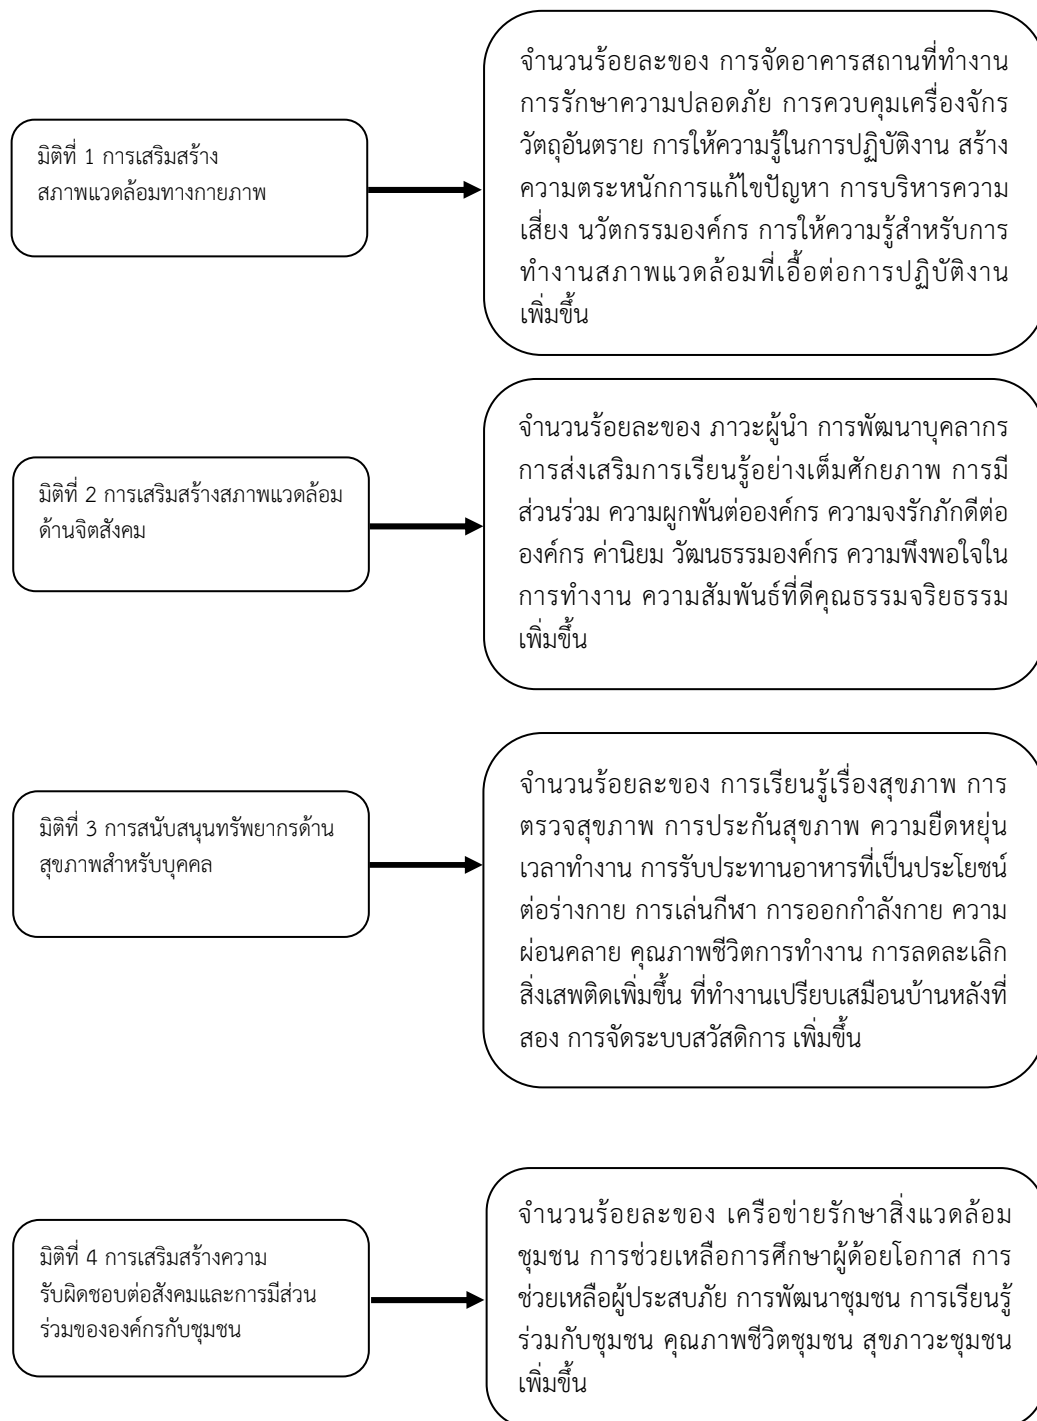 มิติที่ 1 การเสริมสร้าง
สภาพแวดล้อมทางกายภาพ
จำนวนร้อยละของ การจัดอาคารสถานที่ทำงาน
การรักษาความปลอดภัย การควบคุมเครื่องจักร
วัตถุอันตราย การให้ความรู้ในการปฏิบัติงาน สร้าง
ความตระหนักการแก้ไขปัญหา การบริหารความ
เสี่ยง นวัตกรรมองค์กร การให้ความรู้สำหรับการ
ทำงานสภาพแวดล้อมที่เอื้อต่อการปฏิบัติงาน
เพิ่มขึ้น
มิติที่ 2 การเสริมสร้างสภาพแวดล้อม
ด้านจิตสังคม
จำนวนร้อยละของ ภาวะผู้นำ การพัฒนาบุคลากร
การส่งเสริมการเรียนรู้อย่างเต็มศักยภาพ การมี
ส่วนร่วม ความผูกพันต่อองค์กร ความจงรักภักดีต่อ
องค์กร ค่านิยม วัฒนธรรมองค์กร ความพึงพอใจใน
การทำงาน ความสัมพันธ์ที่ดีคุณธรรมจริยธรรม
เพิ่มขึ้น
มิติที่ 3 การสนับสนุนทรัพยากรด้าน
สุขภาพสำหรับบุคคล
จำนวนร้อยละของ การเรียนรู้เรื่องสุขภาพ การ
ตรวจสุขภาพ การประกันสุขภาพ ความยืดหยุ่น
เวลาทำงาน การรับประทานอาหารที่เป็นประโยชน์
ต่อร่างกาย การเล่นกีฬา การออกกำลังกาย ความ
ผ่อนคลาย คุณภาพชีวิตการทำงาน การลดละเลิก
สิ่งเสพติดเพิ่มขึ้น ที่ทำงานเปรียบเสมือนบ้านหลังที่
สอง การจัดระบบสวัสดิการ เพิ่มขึ้น
มิติที่ 4 การเสริมสร้างความ
รับผิดชอบต่อสังคมและการมีส่วน
ร่วมขององค์กรกับชุมชน
จำนวนร้อยละของ เครือข่ายรักษาสิ่งแวดล้อม
ชุมชน การช่วยเหลือการศึกษาผู้ด้อยโอกาส การ
ช่วยเหลือผู้ประสบภัย การพัฒนาชุมชน การเรียนรู้
ร่วมกับชุมชน คุณภาพชีวิตชุมชน สุขภาวะชุมชน
เพิ่มขึ้น